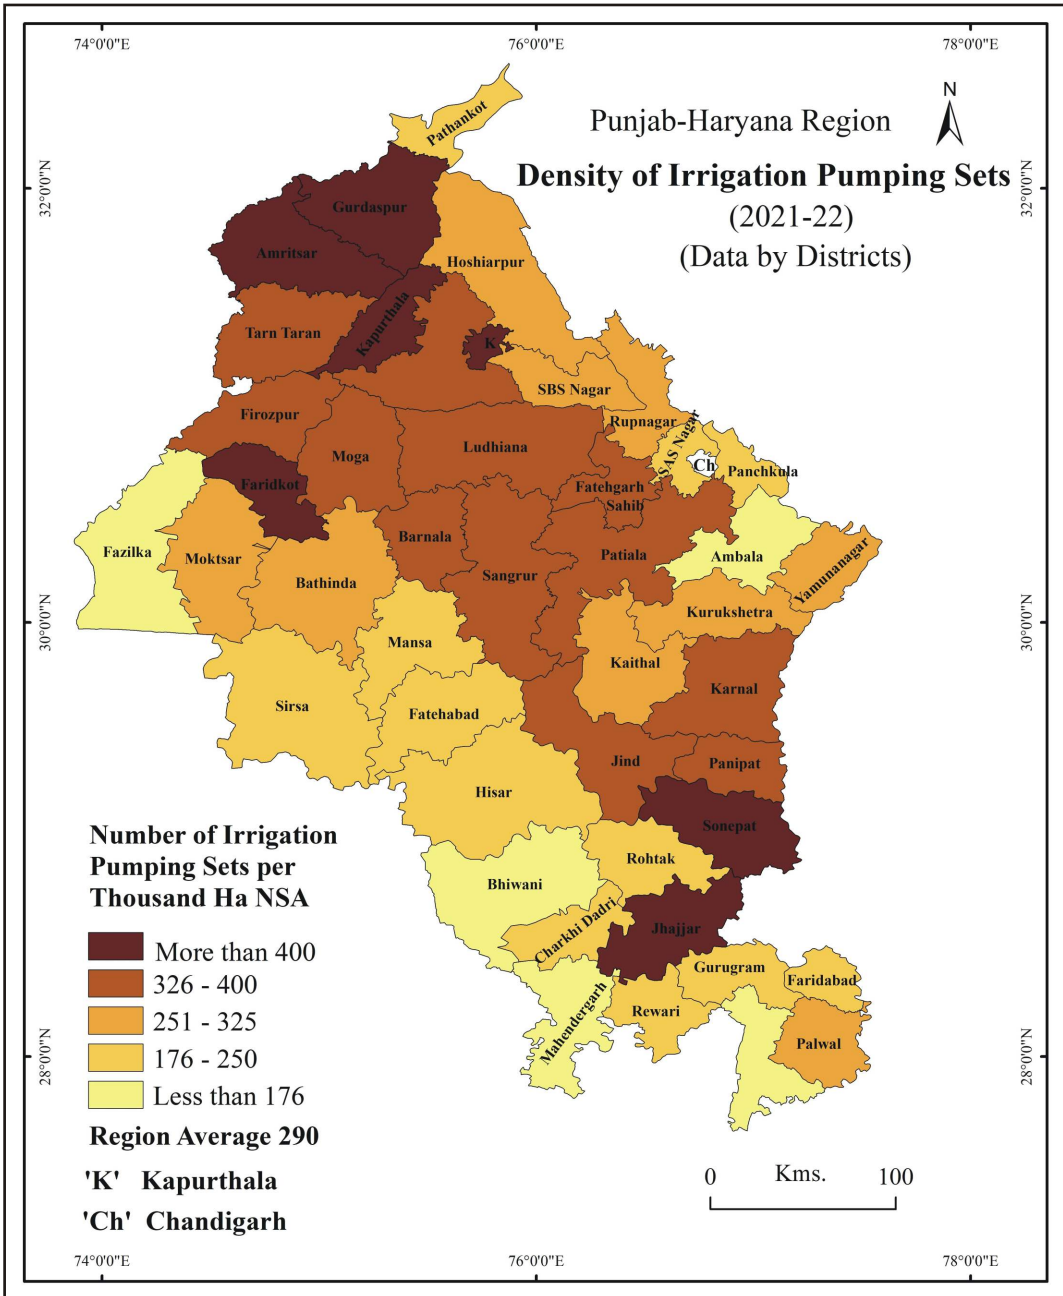 74°0'0"E
76°0'0"E
78°0'0"E
N
Punjab-Haryana Region
Density of Irrigation Pumping Sets
(2021-22)
(Data by Districts)
32°0'0"N
32°0'0"N
Pathankot
Gurdaspur
Amritsar
Hoshiarpur
Kapurthala
Tarn Taran
K
SBS Nagar
Firozpur
Rupnagar
SAS Nagar
Ludhiana
Moga
Ch
Panchkula
Faridkot
Fatehgarh
Sahib
Barnala
Fazilka
Moktsar
Patiala
Ambala
Yamunanagar
Bathinda
Sangrur
30°0'0"N
30°0'0"N
Kurukshetra
Mansa
Kaithal
Karnal
Sirsa
Fatehabad
Jind
Panipat
Hisar
Sonepat
Rohtak
Bhiwani
Charkhi Dadri
Jhajjar
Gurugram
Faridabad
Mahendergarh
Rewari
Palwal
28°0'0"N
28°0'0"N
Number of Irrigation
Pumping Sets per
Thousand Ha NSA
More than 400
326 - 400
251 - 325
176 - 250
Less than 176
Region Average 290
'K' Kapurthala
'Ch' Chandigarh
0 Kms. 100
74°0'0"E
76°0'0"E
78°0'0"E